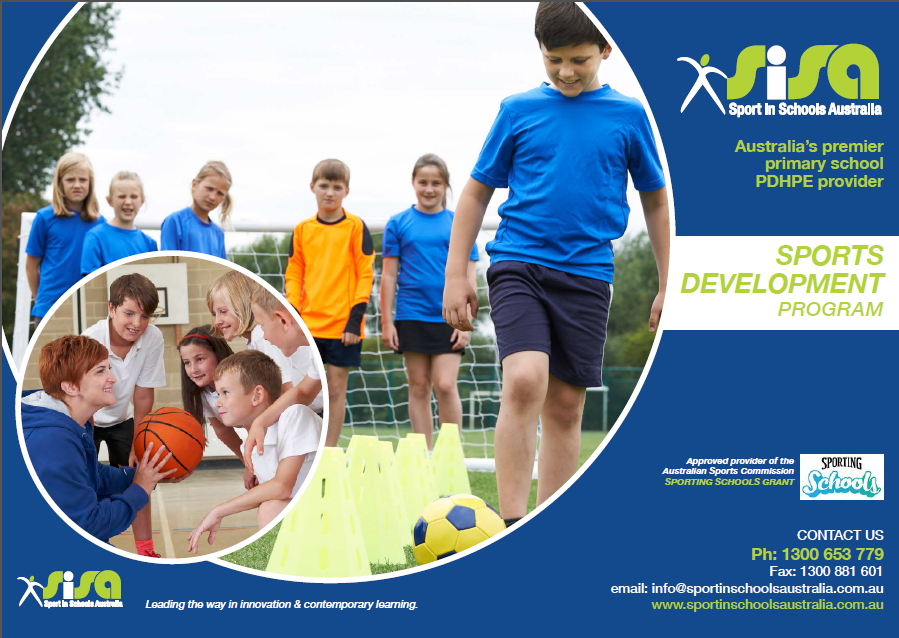 SiSA
Sport In Schools Australia
Australia's premier
primary school
PDHPE provider
SPORTS
DEVELOPMENT
PROGRAM
Approved provider of the
Australian Sports Commission
SPORTING SCHOOLS GRANT
SPORTING
Schools
CONTACT US
Ph: 1300 653 779
Fax: 1300 881 601
email: info@sportinschoolsaustralia.com.au
www.sportinschoolsaustralia.com.au
SiSA
Sport In Schools Australia
Leading the way in innovation & contemporary learning.